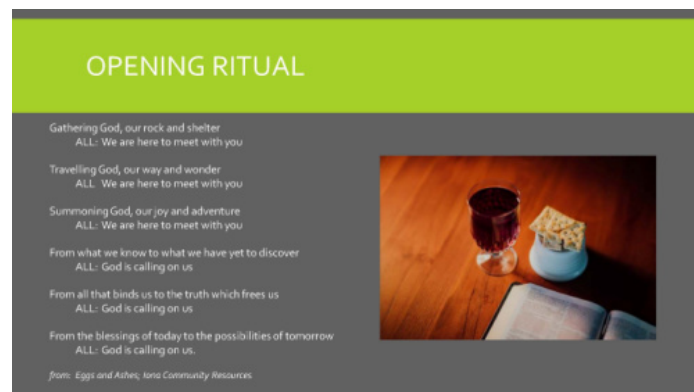 OPENING RITUAL
Gathering God, our rock and shelter
ALL: We are here to meet with you
Travelling God, our way and wonder
ALL We are here to meet with you
Summoning God, our joy and adventure
ALL: We are here to meet with you
From what we know to what we have yet to discover
ALL: God is calling on us
From all that binds us to the truth which frees us
ALL: God is calling on us
From the blessings of today to the possibilities of tomorrow
ALL: God is calling on us.
from: Eggs and Ashes; Iona Community Resources